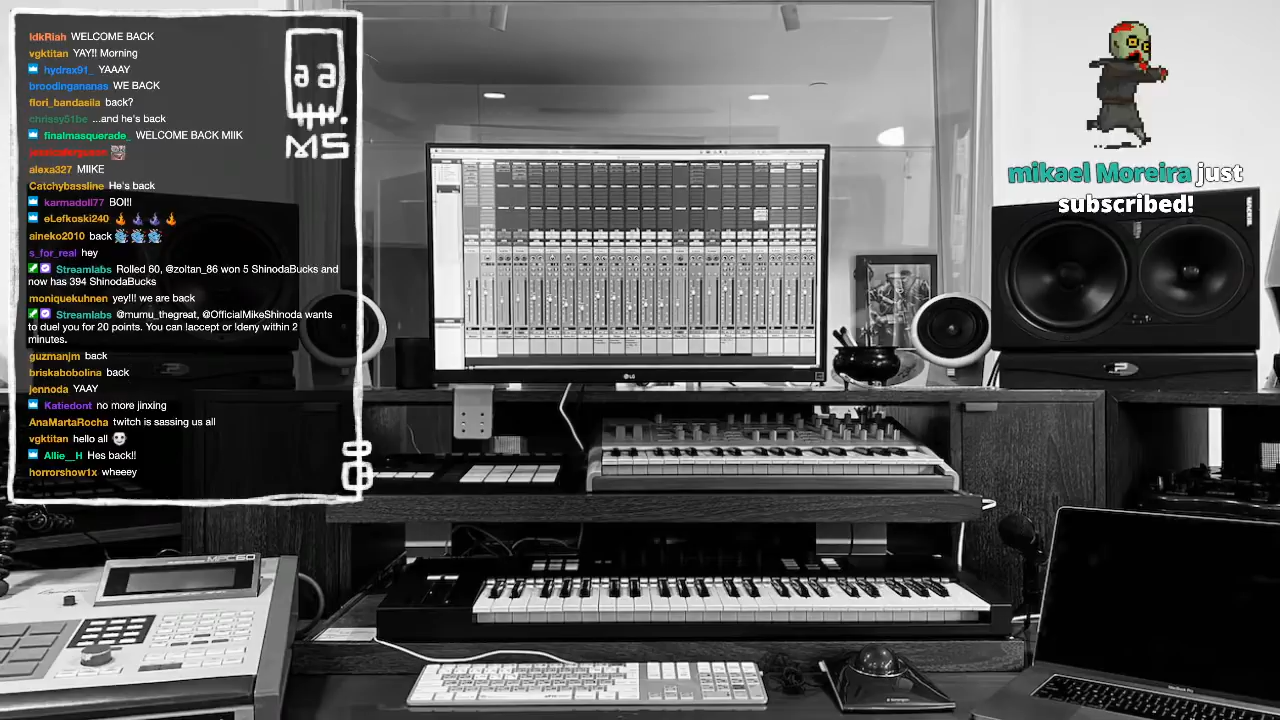 IdkRiah WELCOME BACK
vgktitan YAY!! Morning
hydrax91_ YAAAY
broodingananas WE BACK
flori_bandasila back?
chrissy51be ...and he's back
finalmasquerade_ WELCOME BACK MIIK
jessicaferguson
alexa327 MIIKE
Catchybassline He's back
karmadoll77 BOI!!
eLefkoski240
aineko2010 back
s_for_real hey
Streamlabs Rolled 60, @zoltan_86 won 5 ShinodaBucks and
now has 394 ShinodaBucks
moniquekuhnen yey!!! we are back
Streamlabs @mumu_thegreat, @OfficialMikeShinoda wants
to duel you for 20 points. You can !accept or !deny within 2
minutes.
guzmanjm back
briskabobolina back
jennoda YAAY
Katiedont no more jinxing
AnaMartaRocha twitch is sassing us all
vgktitan hello all
Allie__H Hes back!!
horrorshow1x wheeey
MS
mikael Moreira just
subscribed!
LG
MPC60